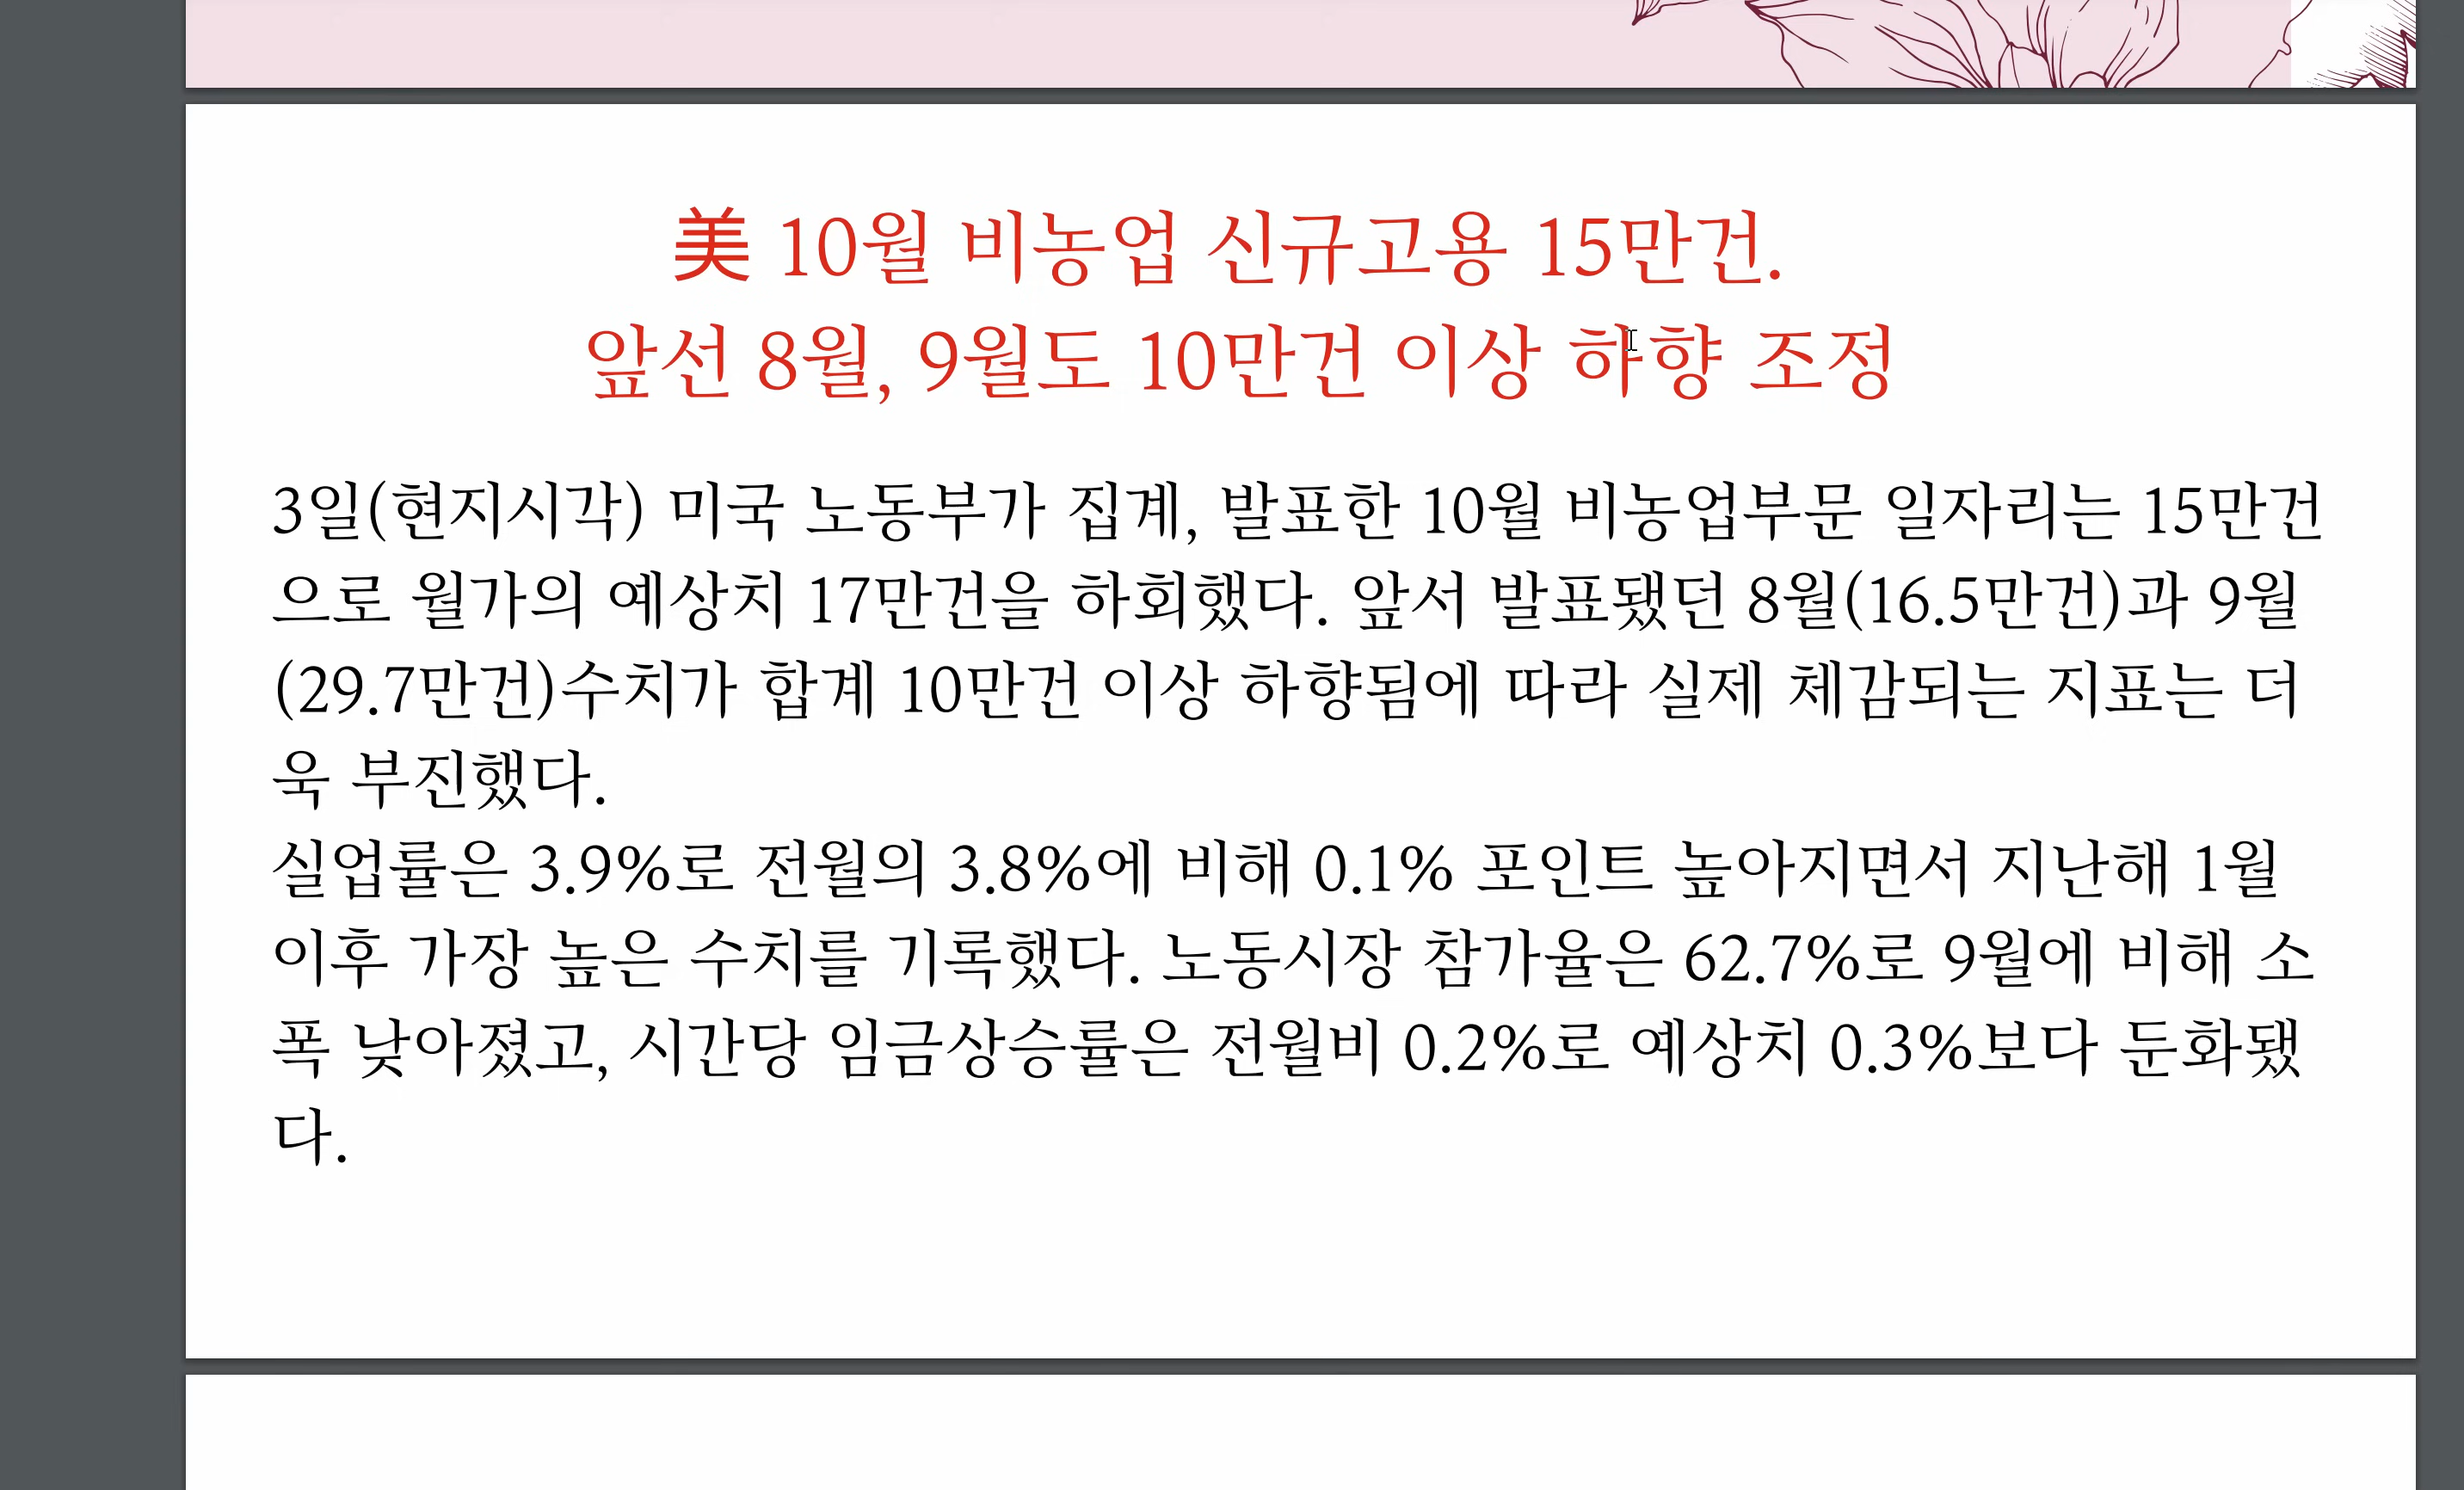 美 10월 비농업 신규고용 15만건.
앞선 8월, 9월도 10만건 이상 하향 조정
3일(현지시각) 미국 노동부가 집계, 발표한 10월 비농업부문 일자리는 15만건
으로 월가의 예상치 17만건을 하회했다. 앞서 발표했던 8월(16.5만건)과 9월
(29.7만건)수치가 합계 10만건 이상 하향됨에 따라 실제 체감되는 지표는 더
욱 부진했다.
실업률은 3.9%로 전월의 3.8%에 비해 0.1% 포인트 높아지면서 지난해 1월
이후 가장 높은 수치를 기록했다. 노동시장 참가율은 62.7%로 9월에 비해 소
폭 낮아졌고, 시간당 임금상승률은 전월비 0.2%로 예상치 0.3%보다 둔화됐
다.